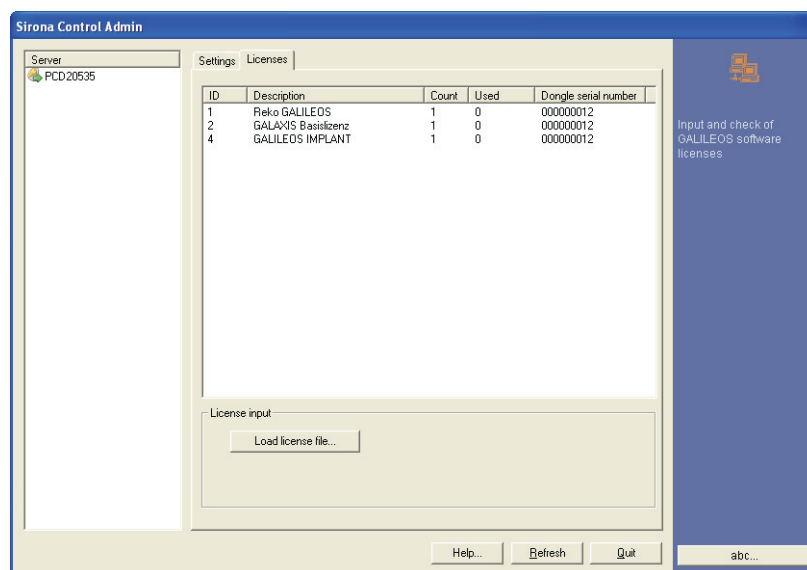 Sirona Control Admin
Server
PCD20535
Settings Licenses
ID Description Count Used Dongle serial number
1 Reko GALILEOS 1 0 000000012
2 GALAXIS Basislizenz 1 0 000000012
4 GALILEOS IMPLANT 1 0 000000012
License input
Load license file...
Help... Refresh Quit
Input and check of
GALILEOS software
licenses
abc...